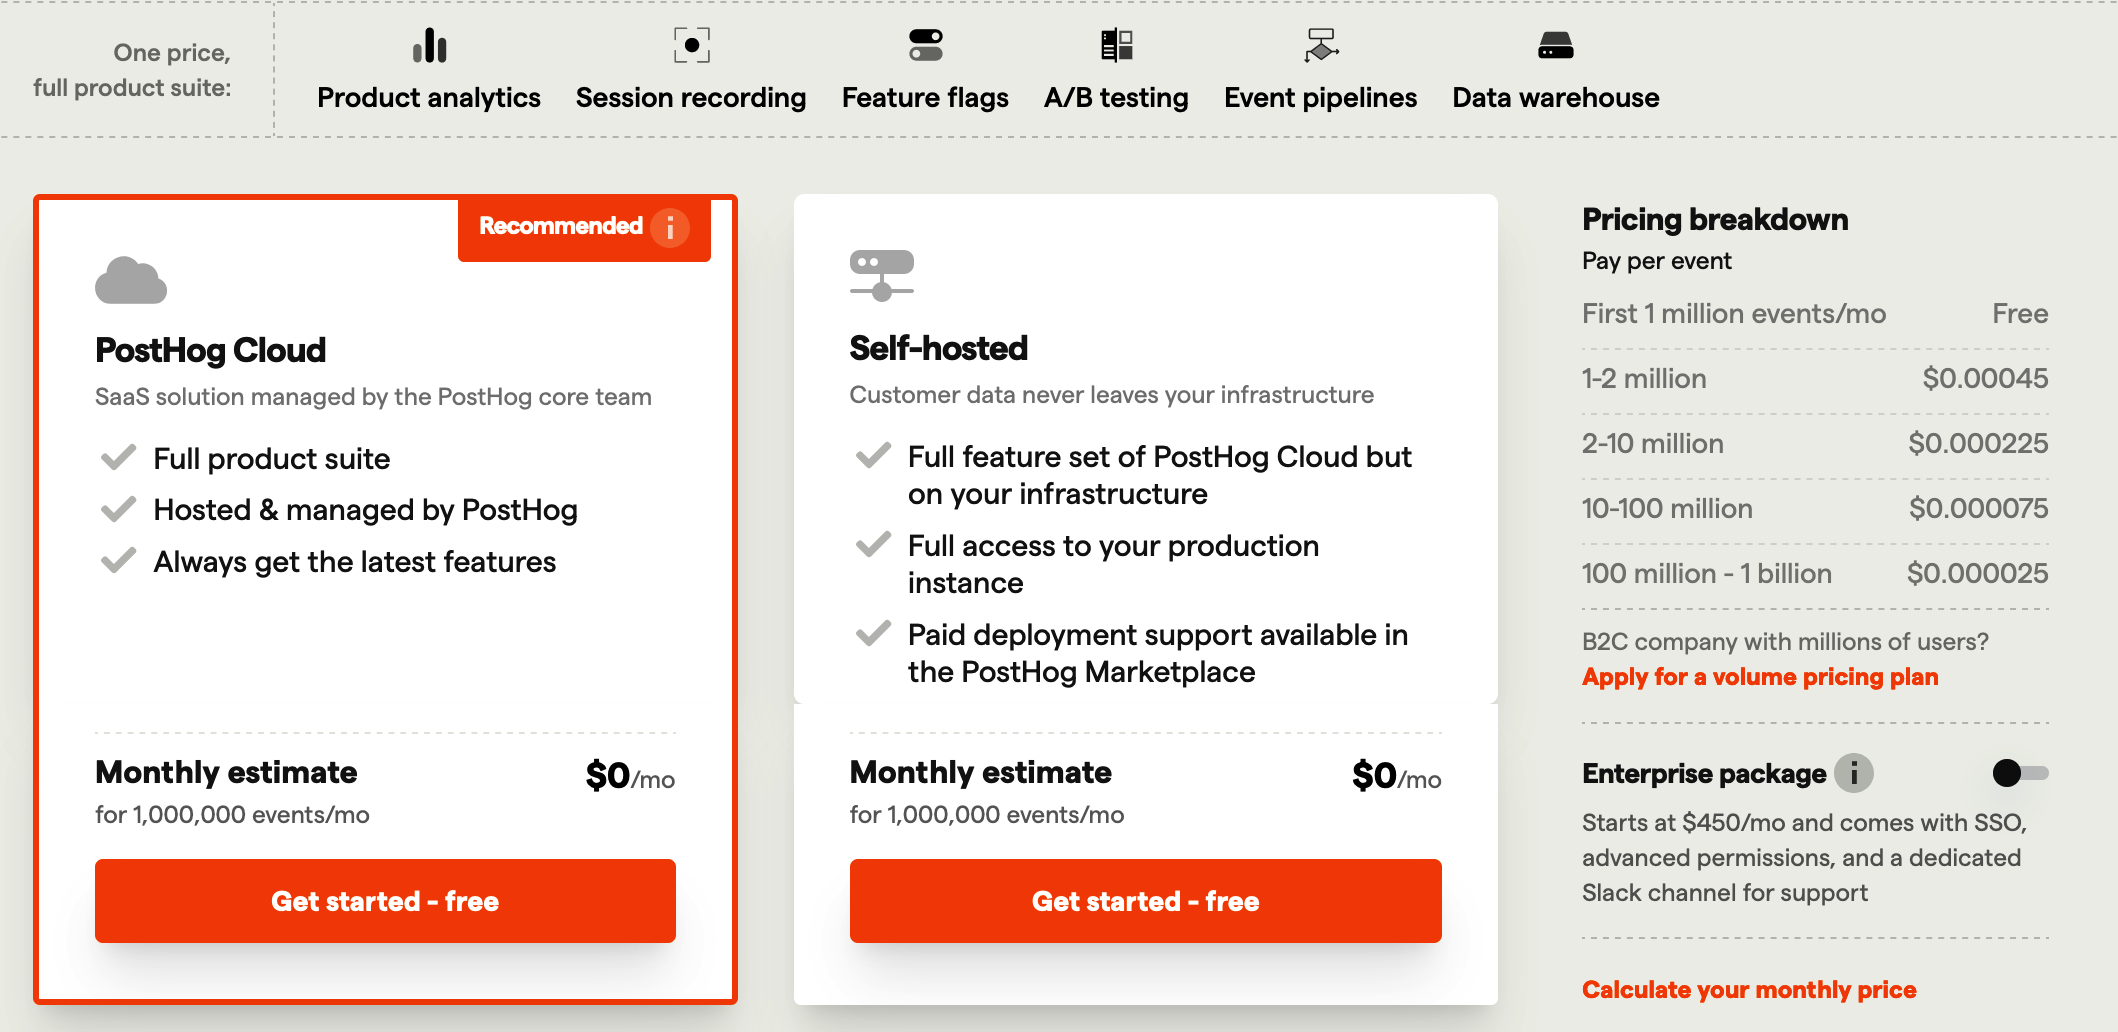 One price,
full product suite:
Product analytics
Session recording
Feature flags
A/B testing
Event pipelines
Data warehouse
Recommended i
PostHog Cloud
SaaS solution managed by the PostHog core team
Full product suite
Hosted & managed by PostHog
Always get the latest features
Monthly estimate $0/mo
for 1,000,000 events/mo
Get started - free
Self-hosted
Customer data never leaves your infrastructure
Full feature set of PostHog Cloud but
on your infrastructure
Full access to your production
instance
Paid deployment support available in
the PostHog Marketplace
Monthly estimate $0/mo
for 1,000,000 events/mo
Get started - free
Pricing breakdown
Pay per event
First 1 million events/mo Free
1-2 million $0.00045
2-10 million $0.000225
10-100 million $0.000075
100 million - 1 billion $0.000025
B2C company with millions of users?
Apply for a volume pricing plan
Enterprise package i
Starts at $450/mo and comes with SSO,
advanced permissions, and a dedicated
Slack channel for support
Calculate your monthly price